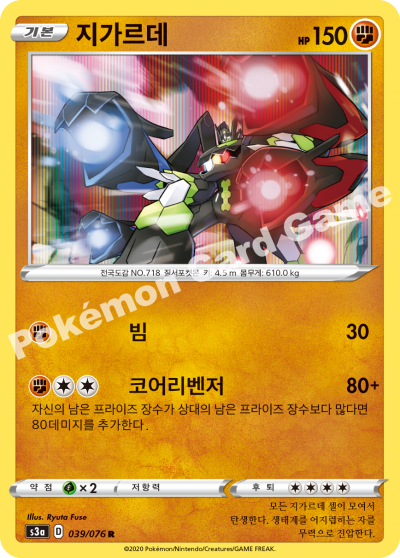 기본 지가르데 HP 150
전국도감 NO.718 질서포켓몬 키: 4.5 m 몸무게: 610.0 kg
Pokémon Card Game
빔 30
코어리벤저 80+
자신의 남은 프라이즈 장수가 상대의 남은 프라이즈 장수보다 많다면
80데미지를 추가한다.
약점 ×2 저항력 후퇴
Illus. Ryuta Fuse
모든 지가르데 셀이 모여서
탄생한다. 생태계를 어지럽히는 자를
무력으로 진압한다.
s3a D 039/076 R
©2020 Pokémon/Nintendo/Creatures/GAME FREAK.